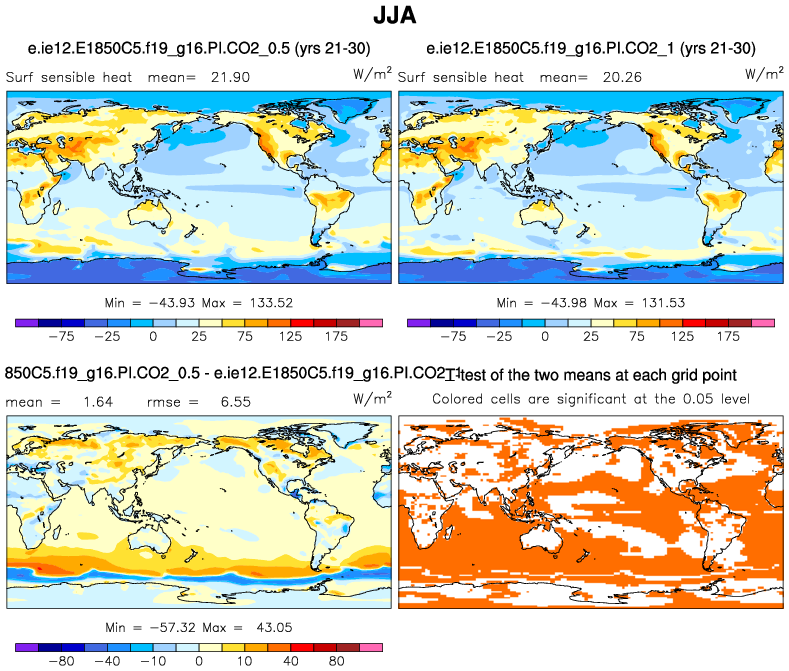 JJA
e.ie12.E1850C5.f19_g16.PI.CO2_0.5 (yrs 21-30)
e.ie12.E1850C5.f19_g16.PI.CO2_1 (yrs 21-30)
Surf sensible heat mean= 21.90 W/m²
Surf sensible heat mean= 20.26 W/m²
Min = −43.93 Max = 133.52
Min = −43.98 Max = 131.53
−75 −25 0 25 75 125 175
−75 −25 0 25 75 125 175
850C5.f19_g16.PI.CO2_0.5 - e.ie12.E1850C5.f19_g16.PI.CO2_1
T-test of the two means at each grid point
mean = 1.64 rmse = 6.55 W/m²
Colored cells are significant at the 0.05 level
Min = −57.32 Max = 43.05
−80 −40 −10 0 10 40 80